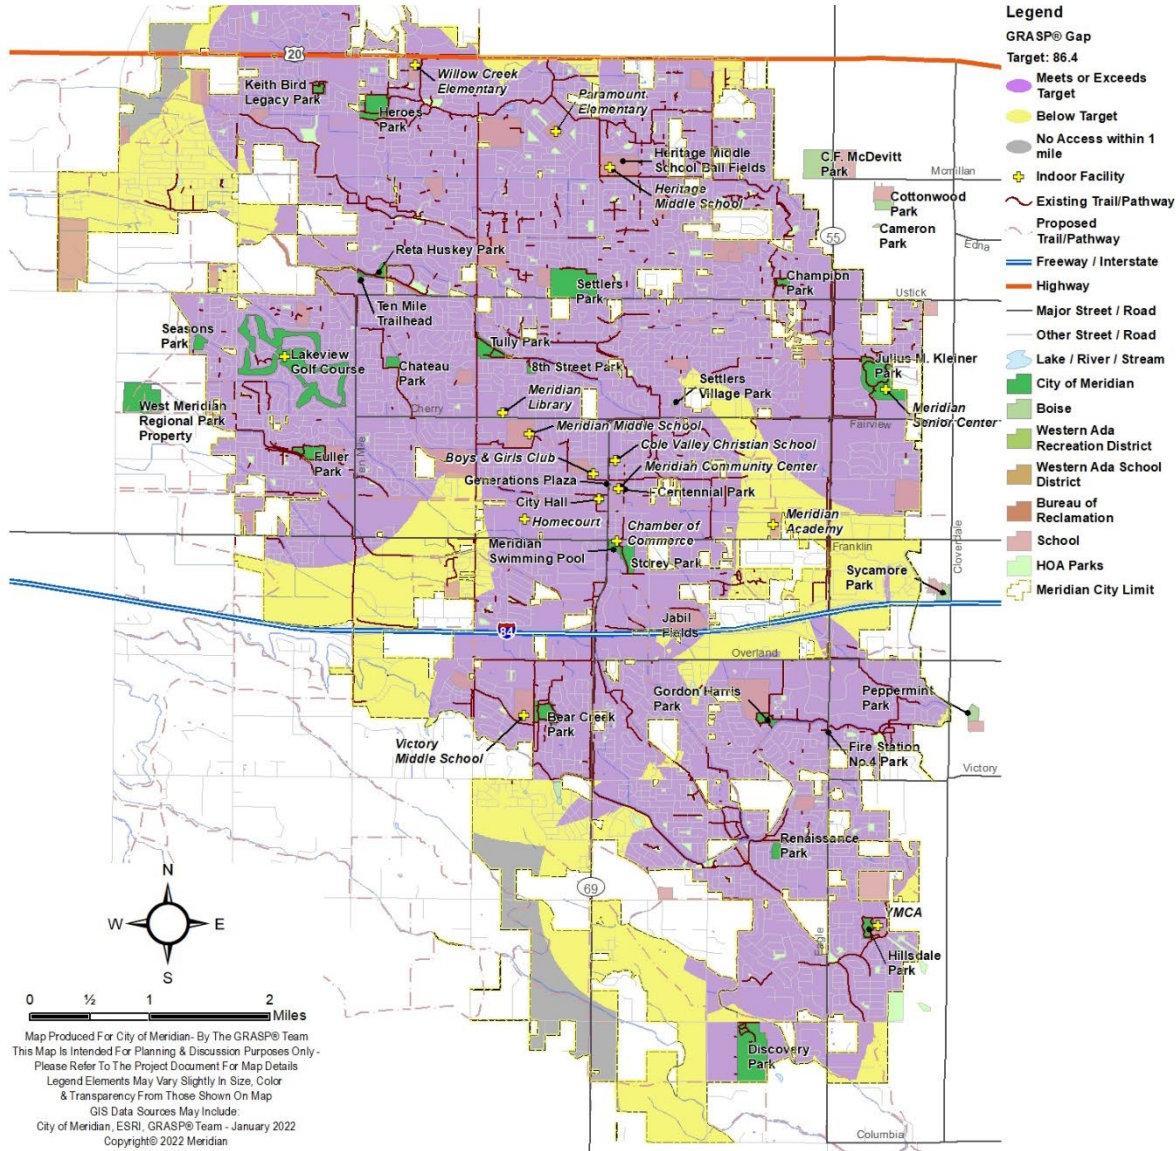 20
Willow Creek
Elementary
Keith Bird
Legacy Park
Heroes
Park
Paramount
Elementary
Heritage Middle
School Ball Fields
Heritage
Middle School
C.F. McDevitt
Park
Mcmillan
Cottonwood
Park
Cameron
Park
55
Edna
Reta Huskey Park
Ten Mile
Trailhead
Settlers
Park
Champion
Park
Ustick
Seasons
Park
Lakeview
Golf Course
Tully Park
8th Street Park
Chateau
Park
Julius M. Kleiner
Park
Settlers
Village Park
Meridian
Library
West Meridian
Regional Park
Property
Cherry
Ten Mile
Meridian
Senior Center
Fairview
Meridian Middle School
Cole Valley Christian School
Fuller
Park
Boys & Girls Club
Meridian Community Center
Generations Plaza
Centennial Park
City Hall
Homecourt
Chamber of
Commerce
Meridian
Academy
Franklin
Cloverdale
Meridian
Swimming Pool
Storey Park
Sycamore
Park
Jabil
Fields
84
Overland
Gordon Harris
Park
Peppermint
Park
Bear Creek
Park
Victory
Middle School
Fire Station
No.4 Park
Victory
Renaissance
Park
69
YMCA
Eagle
Hillsdale
Park
Discovery
Park
Columbia
N
W
E
S
0 ½ 1 2
Miles
Map Produced For City of Meridian- By The GRASP® Team
This Map Is Intended For Planning & Discussion Purposes Only -
Please Refer To The Project Document For Map Details
Legend Elements May Vary Slightly In Size, Color
& Transparency From Those Shown On Map
GIS Data Sources May Include:
City of Meridian, ESRI, GRASP® Team - January 2022
Copyright© 2022 Meridian
Legend
GRASP® Gap
Target: 86.4
Meets or Exceeds
Target
Below Target
No Access within 1
mile
Indoor Facility
Existing Trail/Pathway
Proposed
Trail/Pathway
Freeway / Interstate
Highway
Major Street / Road
Other Street / Road
Lake / River / Stream
City of Meridian
Boise
Western Ada
Recreation District
Western Ada School
District
Bureau of
Reclamation
School
HOA Parks
Meridian City Limit